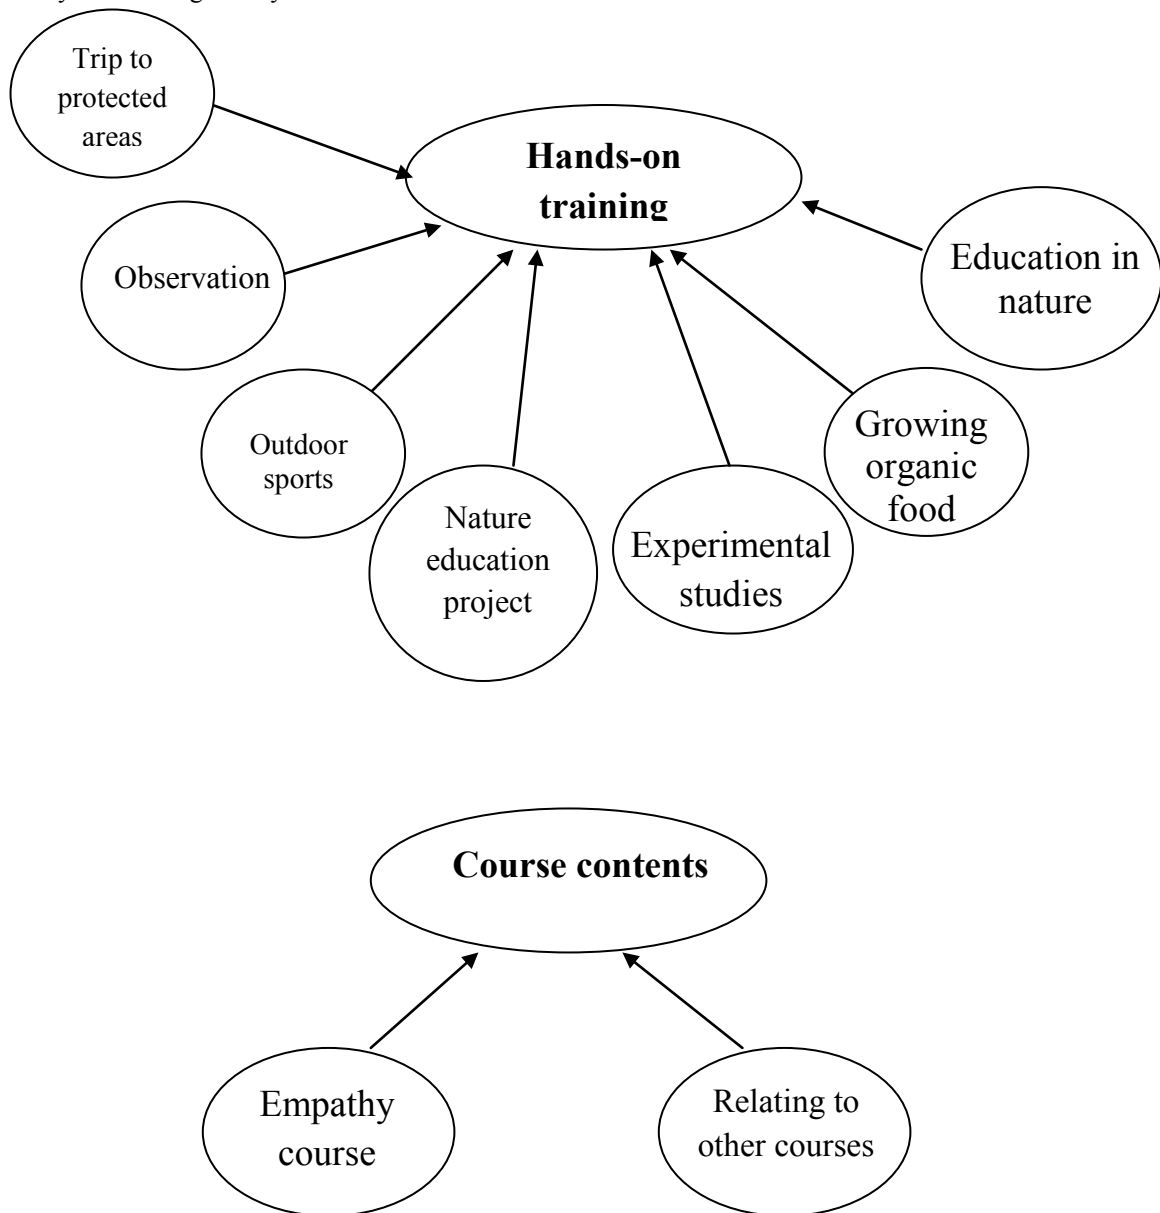 Trip to
protected
areas
Hands-on
training
Observation
Education in
nature
Outdoor
sports
Growing
organic
food
Nature
education
project
Experimental
studies
Course contents
Empathy
course
Relating to
other courses